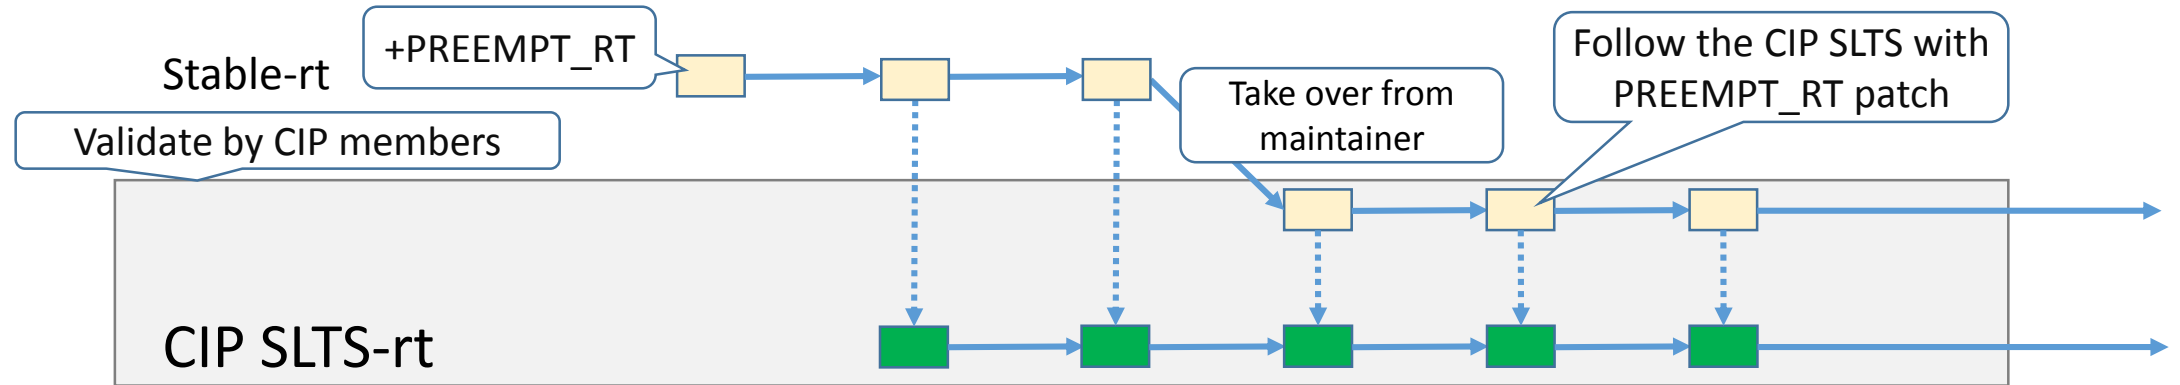 Stable-rt
+PREEMPT_RT
Take over from
maintainer
Follow the CIP SLTS with
PREEMPT_RT patch
Validate by CIP members
CIP SLTS-rt